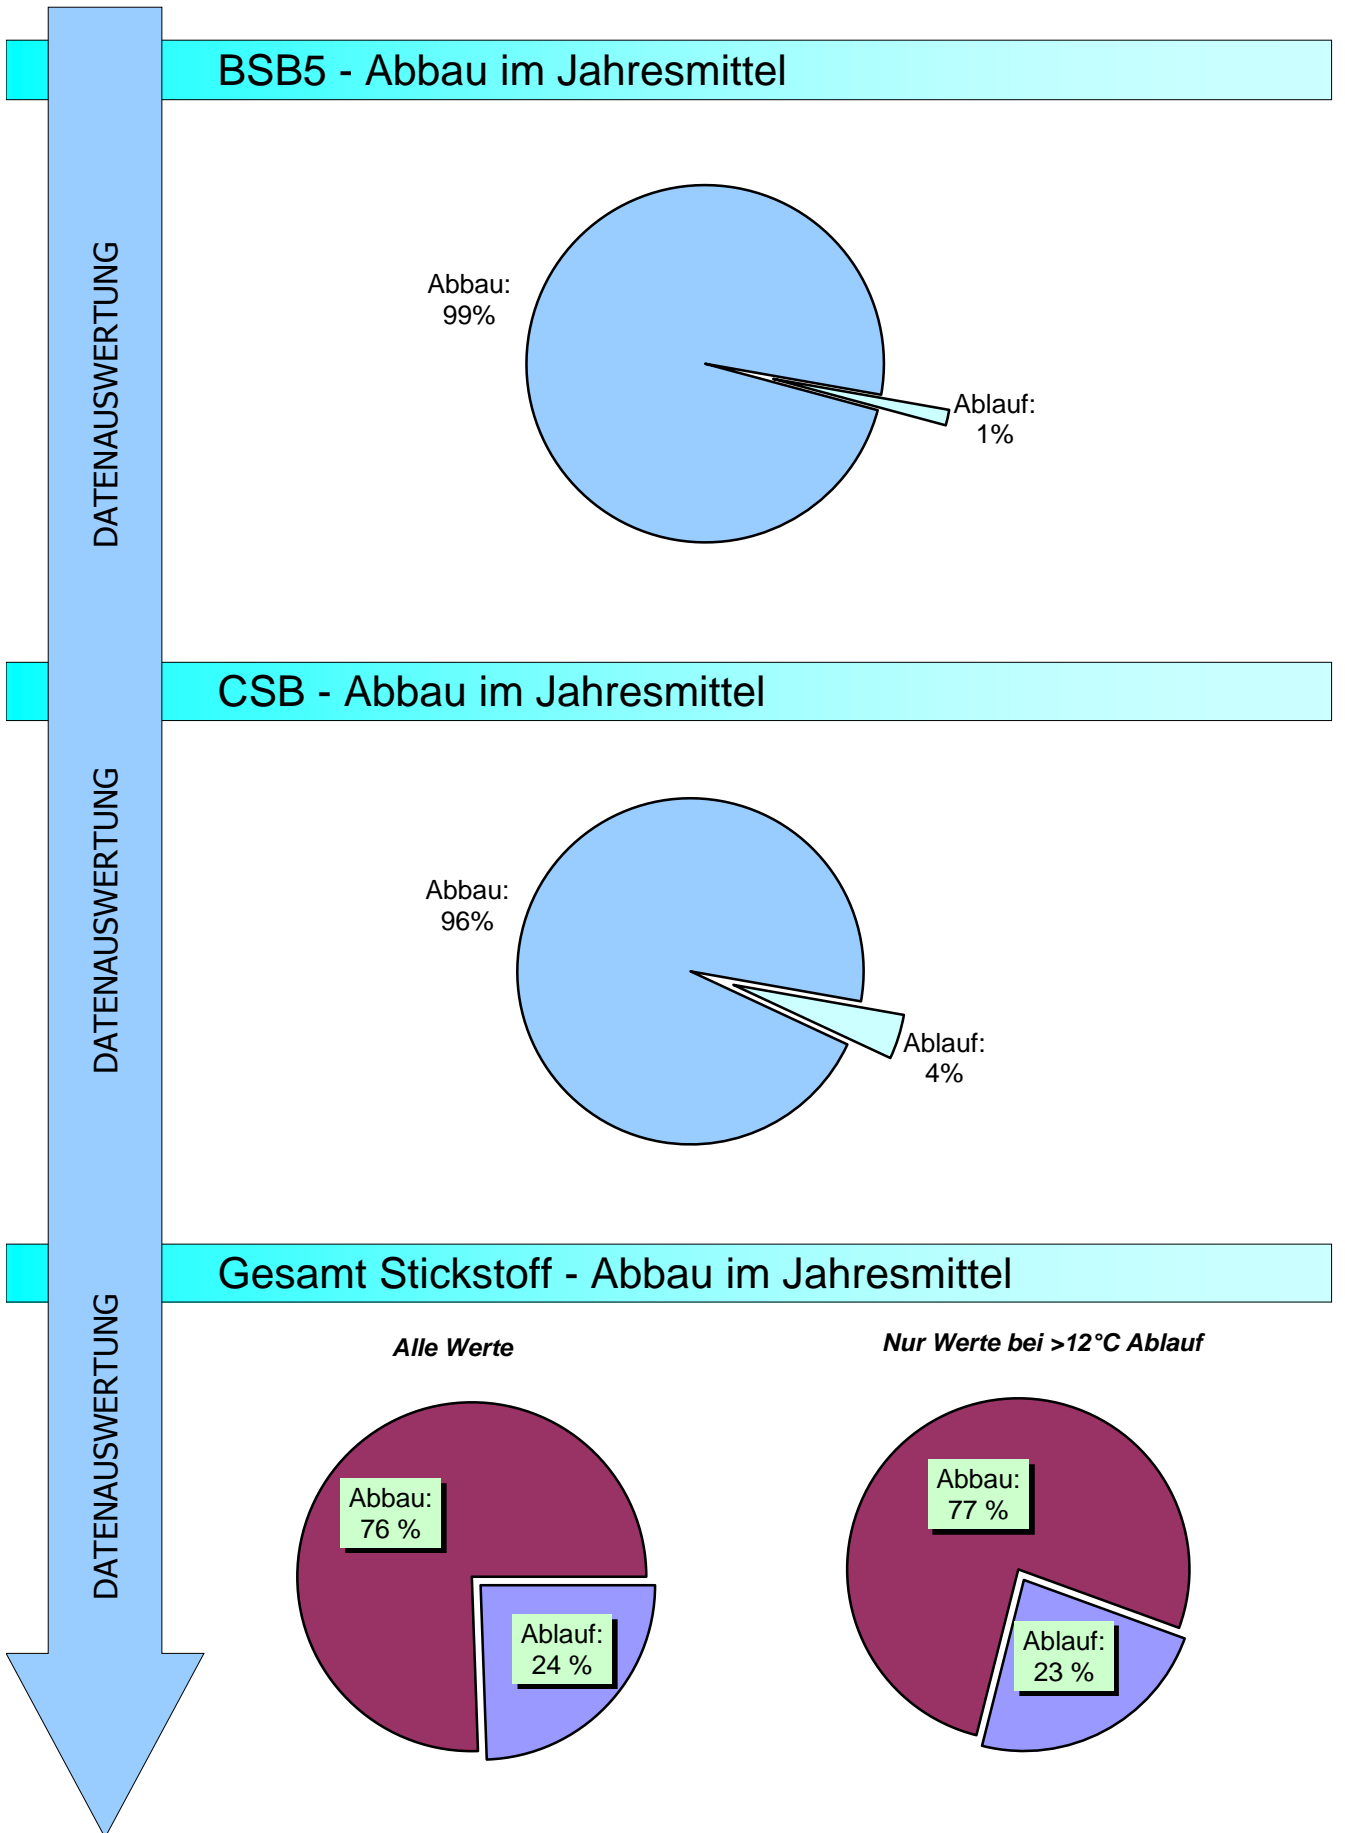 BSB5 - Abbau im Jahresmittel
DATENAUSWERTUNG
Abbau:
99%
Ablauf:
1%
CSB - Abbau im Jahresmittel
DATENAUSWERTUNG
Abbau:
96%
Ablauf:
4%
Gesamt Stickstoff - Abbau im Jahresmittel
DATENAUSWERTUNG
Alle Werte
Abbau:
76 %
Ablauf:
24 %
Nur Werte bei >12°C Ablauf
Abbau:
77 %
Ablauf:
23 %